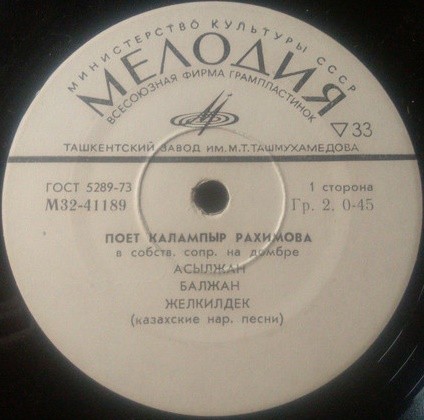 МИНИСТЕРСТВО КУЛЬТУРЫ СССР
МЕЛОДИЯ
ВСЕСОЮЗНАЯ ФИРМА ГРАМПЛАСТИНОК
▽33
ТАШКЕНТСКИЙ ЗАВОД ИМ. М.Т. ТАШМУХАМЕДОВА
ГОСТ 5289-73
1 сторона
М32-41189
Гр. 2. 0-45
ПОЕТ КАЛАМПЫР РАХИМОВА
в собств. сопр. на домбре
АСЫЛЖАН
БАЛЖАН
ЖЕЛКИЛДЕК
(казахские нар. песни)